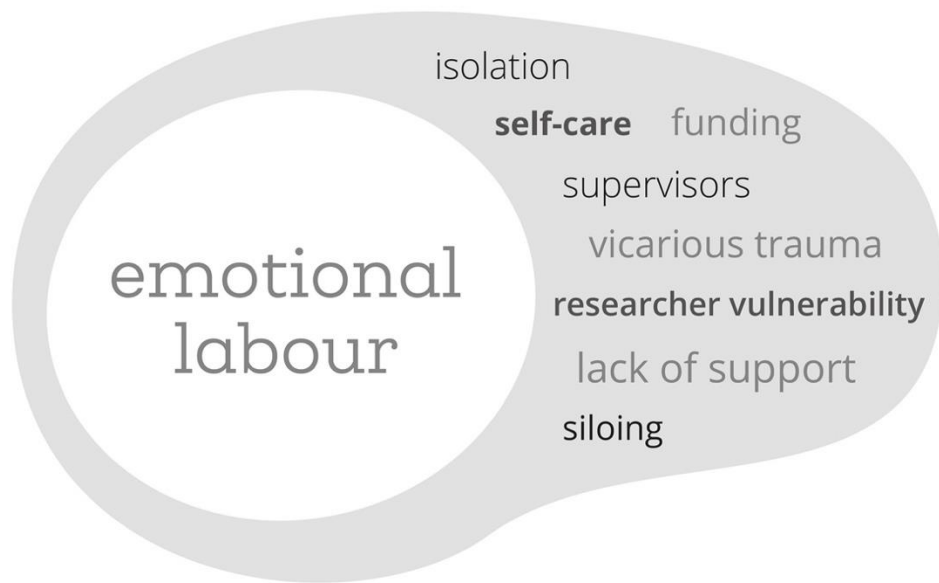 isolation
self-care funding
supervisors
vicarious trauma
researcher vulnerability
lack of support
siloing
emotional
labour